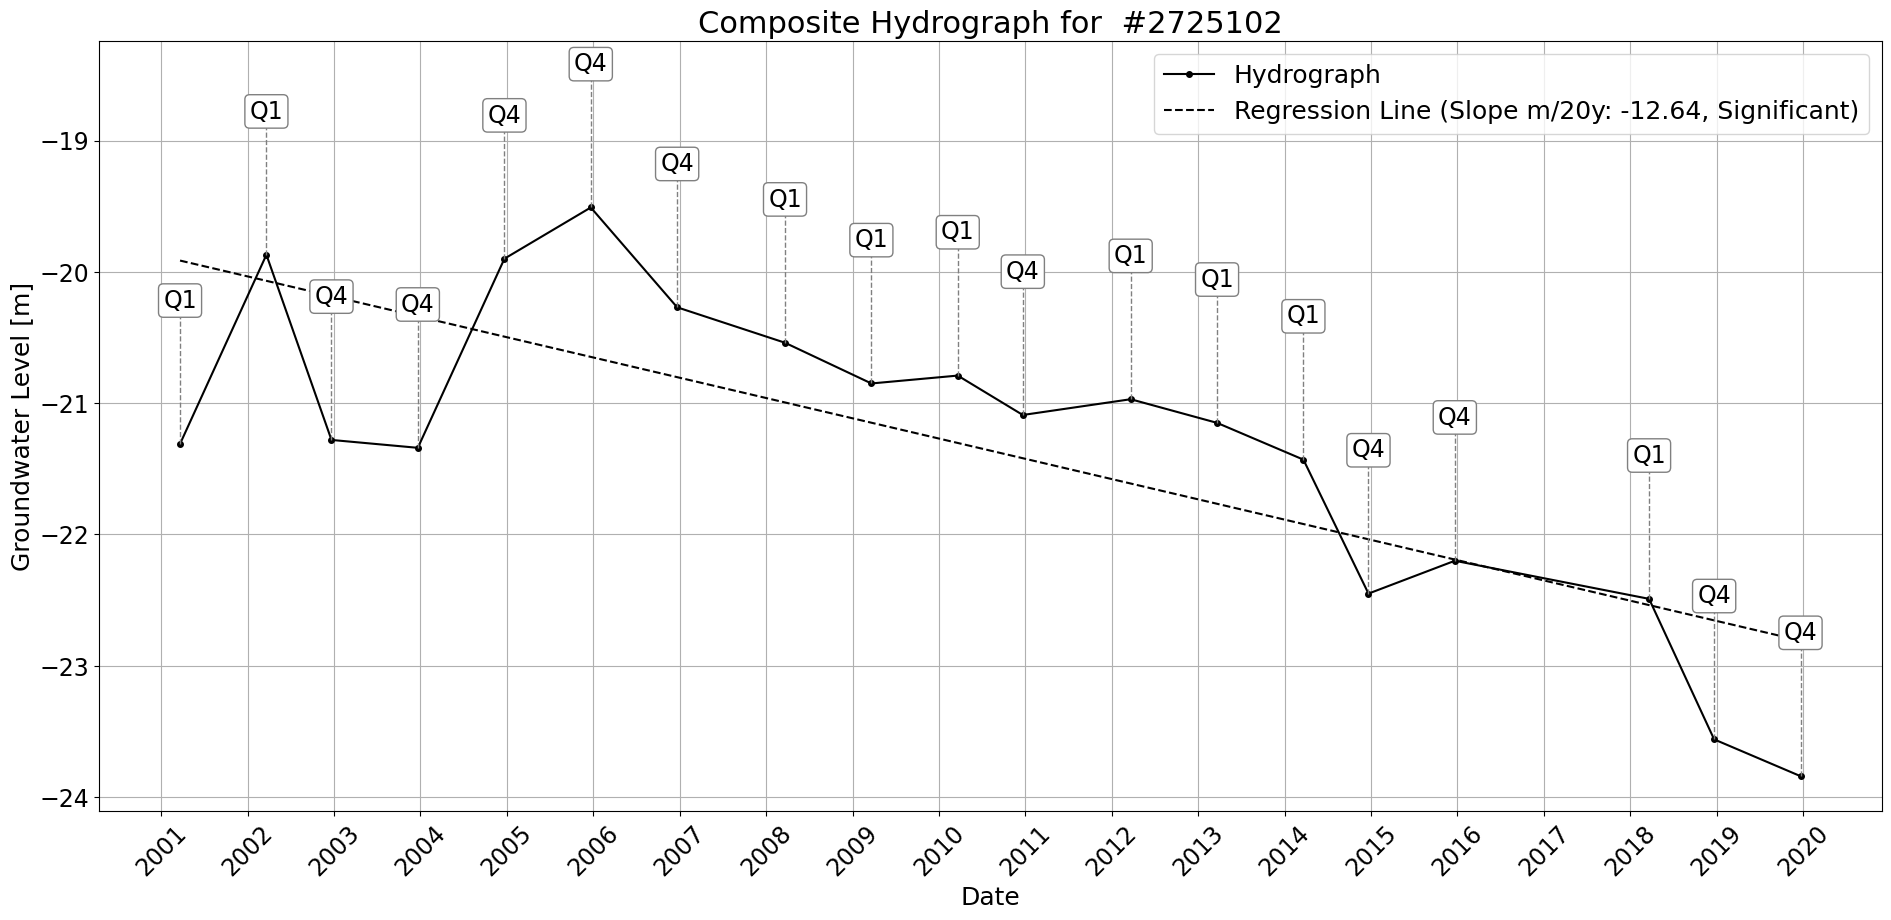 Composite Hydrograph for  #2725102
Hydrograph
Regression Line (Slope m/20y: -12.64, Significant)
Groundwater Level [m]
−19
−20
−21
−22
−23
−24
Q1
Q1
Q4
Q4
Q4
Q4
Q4
Q1
Q1
Q1
Q4
Q1
Q1
Q1
Q4
Q4
Q1
Q4
Q4
2001
2002
2003
2004
2005
2006
2007
2008
2009
2010
2011
2012
2013
2014
2015
2016
2017
2018
2019
2020
Date